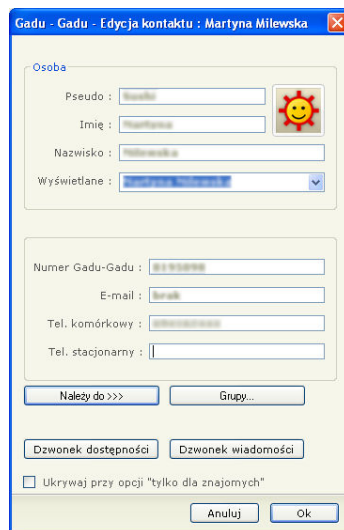 Gadu - Gadu - Edycja kontaktu : Martyna Milewska
Osoba
Pseudo :
Imię :
Nazwisko :
Wyświetlane :
Numer Gadu-Gadu :
E-mail : brak
Tel. komórkowy :
Tel. stacjonarny :
Należy do >>>
Grupy...
Dzwonek dostępności
Dzwonek wiadomości
Ukrywaj przy opcji "tylko dla znajomych"
Anuluj
Ok